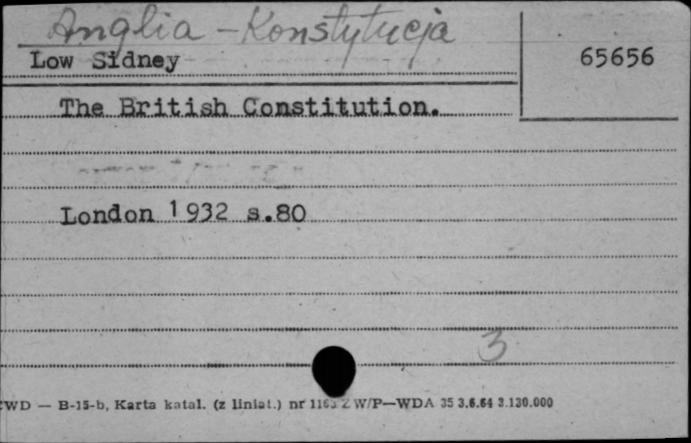 Anglia - Konstytucja
Low Sidney
65656
The British Constitution.
London 1932 s.80
3
WD — B-15-b, Karta katal. (z liniat.) nr 1163 Z W/P—WDA 35 3.6.64 3.130.000